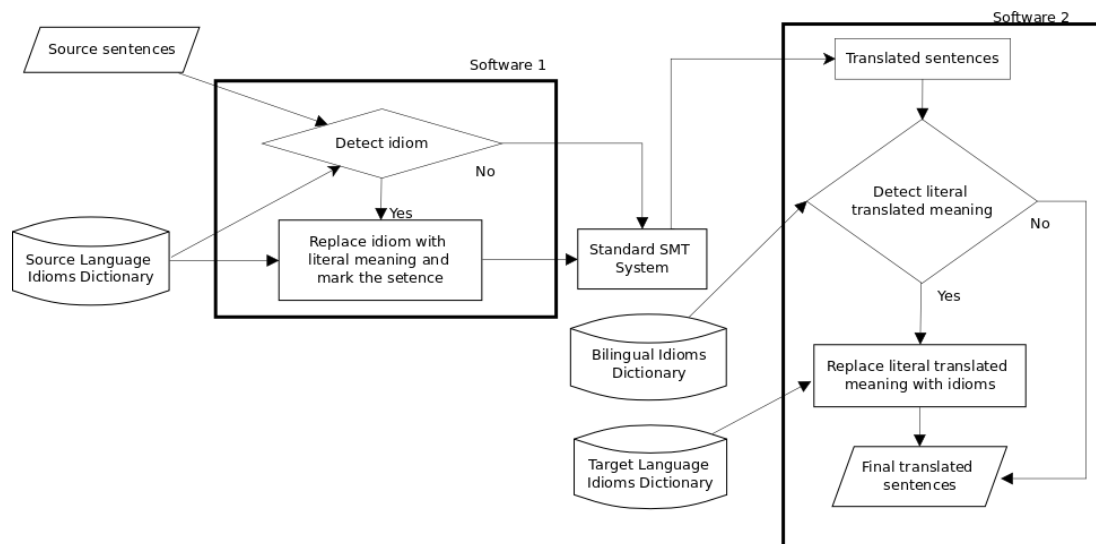 Software 2
Source sentences
Software 1
Translated sentences
Detect idiom
No
Yes
Detect literal
translated meaning
No
Replace idiom with
literal meaning and
mark the setence
Source Language
Idioms Dictionary
Standard SMT
System
Yes
Bilingual Idioms
Dictionary
Replace literal translated
meaning with idioms
Target Language
Idioms Dictionary
Final translated
sentences